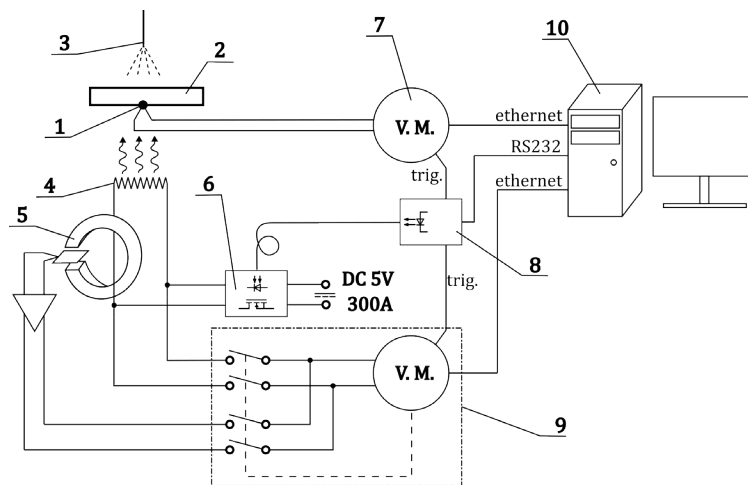 3
2
7
10
1
V. M.
ethernet
RS232
ethernet
trig.
4
5
6
8
DC 5V
300A
trig.
V. M.
9